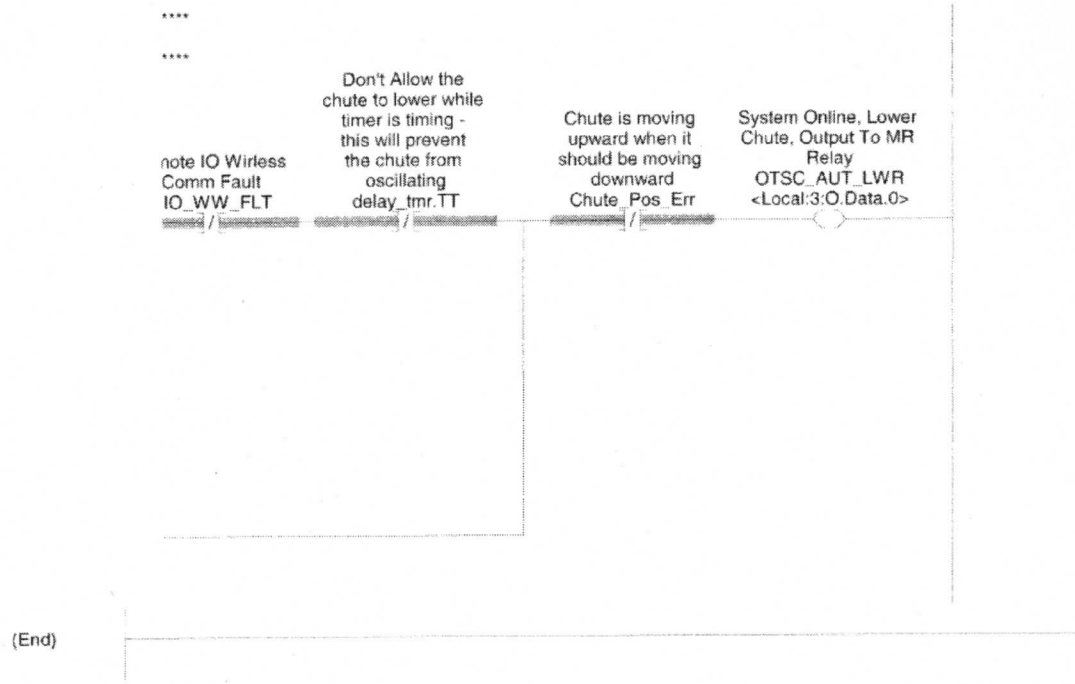 ****
****
note IO Wirless
Comm Fault
IO_WW_FLT
Don't Allow the
chute to lower while
timer is timing -
this will prevent
the chute from
oscillating
delay_tmr.TT
Chute is moving
upward when it
should be moving
downward
Chute_Pos_Err
System Online, Lower
Chute, Output To MR
Relay
OTSC_AUT_LWR
<Local:3:O.Data.0>
/
/
/
(End)